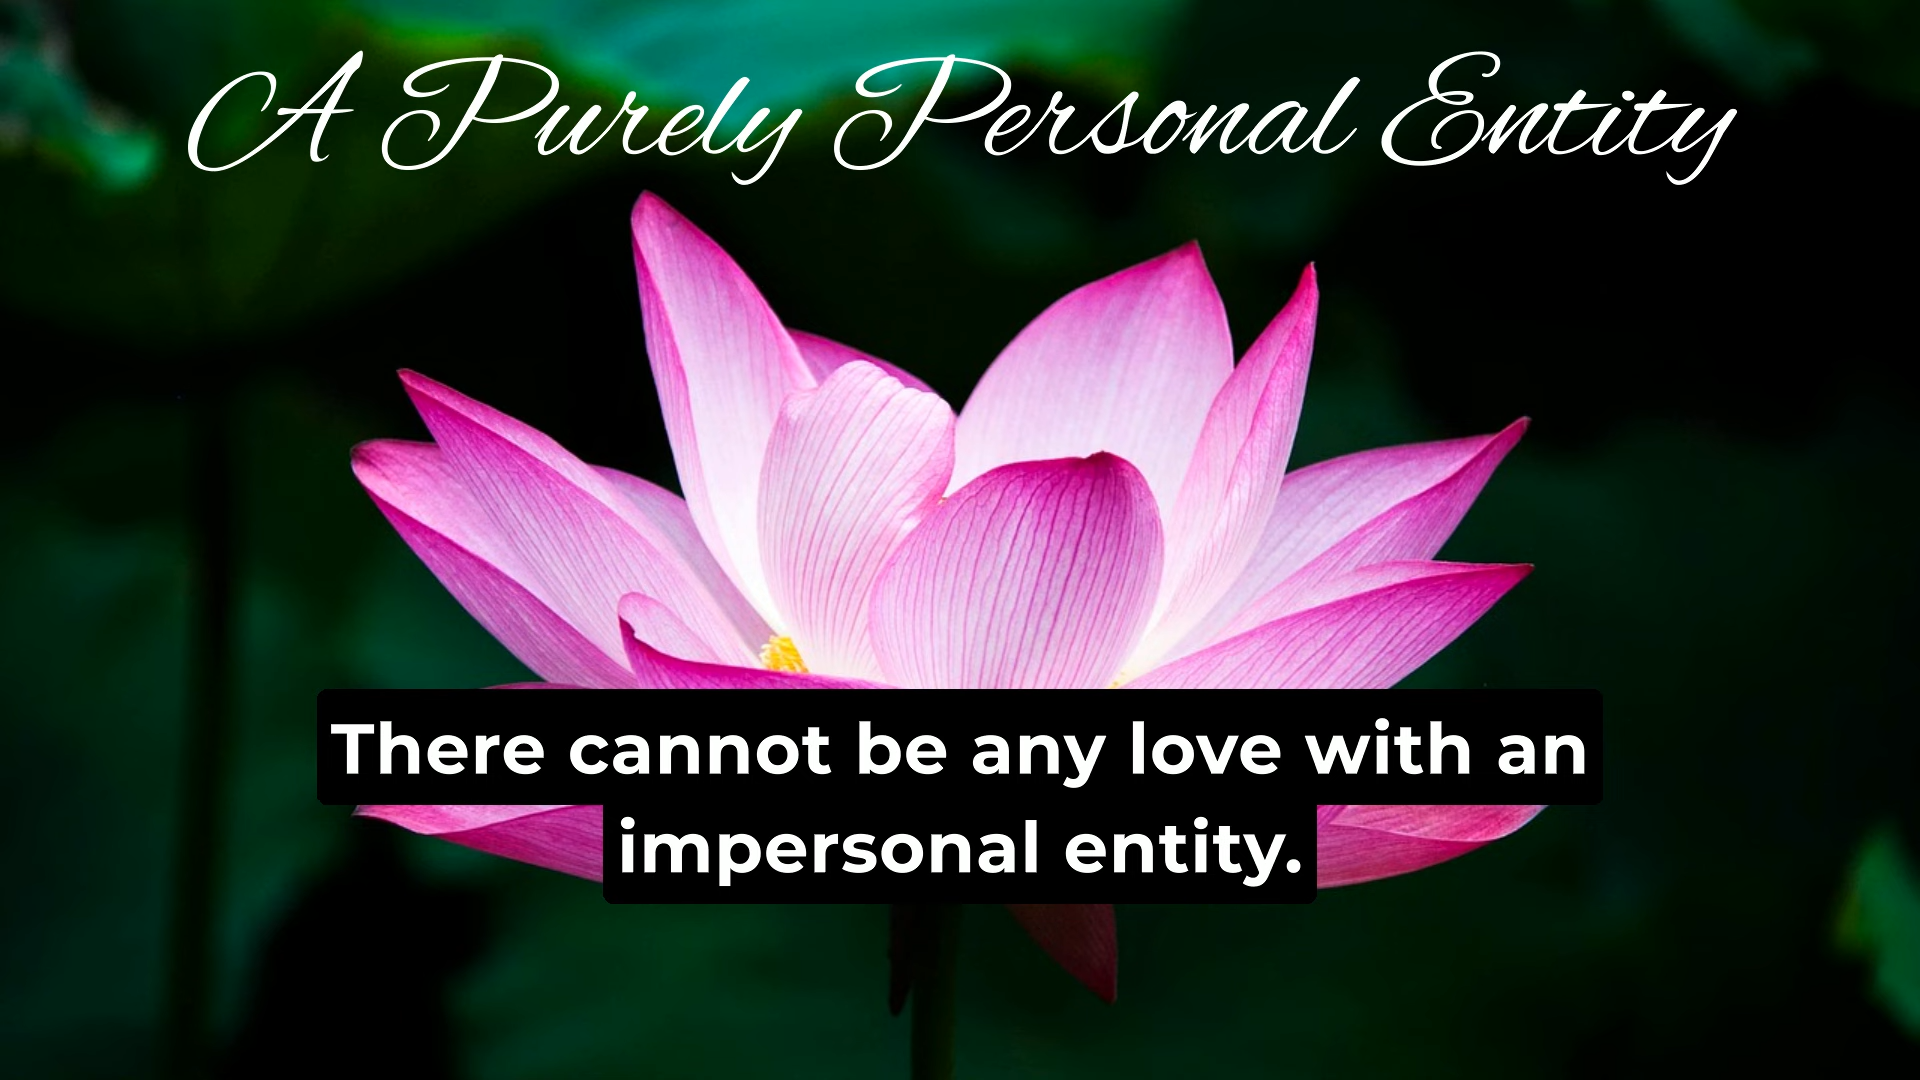 A Purely Personal Entity
There cannot be any love with an
impersonal entity.